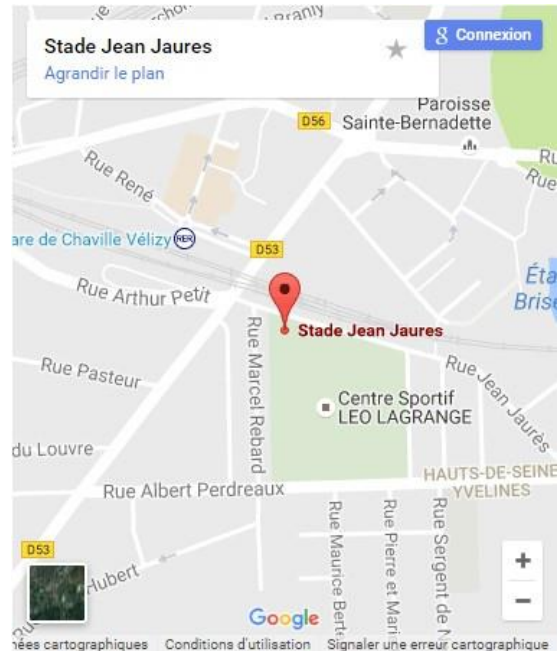 Stade Jean Jaures
Agrandir le plan
Connexion
Branly
D56
Paroisse
Sainte-Bernadette
Rue René
are de Chaville Vélizy
RER
D53
Rue Arthur Petit
Stade Jean Jaures
Rue Marcel Rebard
Rue Pasteur
Rue Jean Jaurès
Centre Sportif
LEO LAGRANGE
du Louvre
HAUTS-DE-SEINE
YVELINES
Rue Albert Perdreaux
D53
Hubert
Rue Maurice Berte
Rue Pierre et Mari
Rue Sergent de
+
−
Google
nées cartographiques Conditions d'utilisation Signaler une erreur cartographique